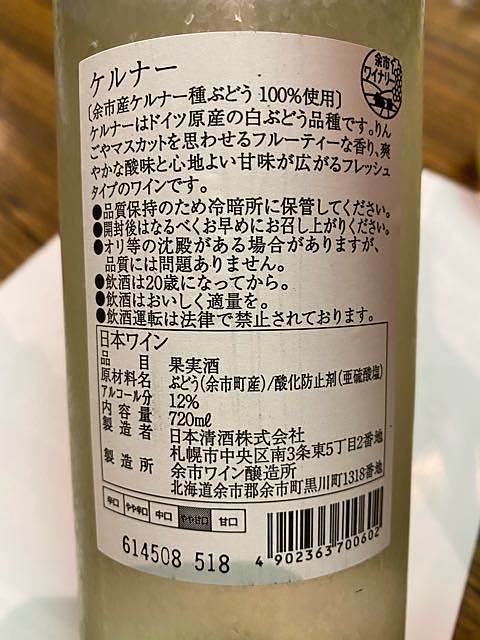 余市
ワイナリー
ケルナー
〔余市産ケルナー種ぶどう 100%使用〕
ケルナーはドイツ原産の白ぶどう品種です。りん
ごやマスカットを思わせるフルーティーな香り、爽
やかな酸味と心地よい甘味が広がるフレッシュ
タイプのワインです。
●品質保持のため冷暗所に保管してください。
●開封後はなるべくお早めにお召し上がりください。
●オリ等の沈殿がある場合がありますが、
品質には問題ありません。
●飲酒は20歳になってから。
●飲酒はおいしく適量を。
●飲酒運転は法律で禁止されております。
日本ワイン
品目 果実酒
原材料名 ぶどう(余市町産)/酸化防止剤(亜硫酸塩)
アルコール分 12%
内容量 720mℓ
製造者 日本清酒株式会社
札幌市中央区南3条東5丁目2番地
製造所 余市ワイン醸造所
北海道余市郡余市町黒川町1318番地
辛口 やや辛口 中口 やや甘口 甘口
614508 518
4 902363 700602